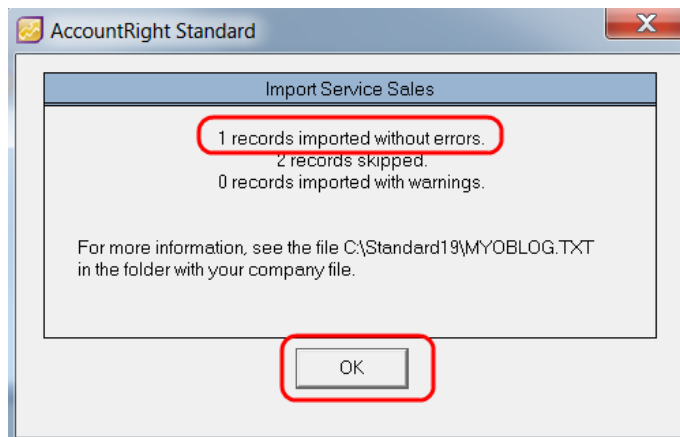 AccountRight Standard
Import Service Sales
1 records imported without errors.
2 records skipped.
0 records imported with warnings.
For more information, see the file C:\Standard19\MYOBLOG.TXT
in the folder with your company file.
OK